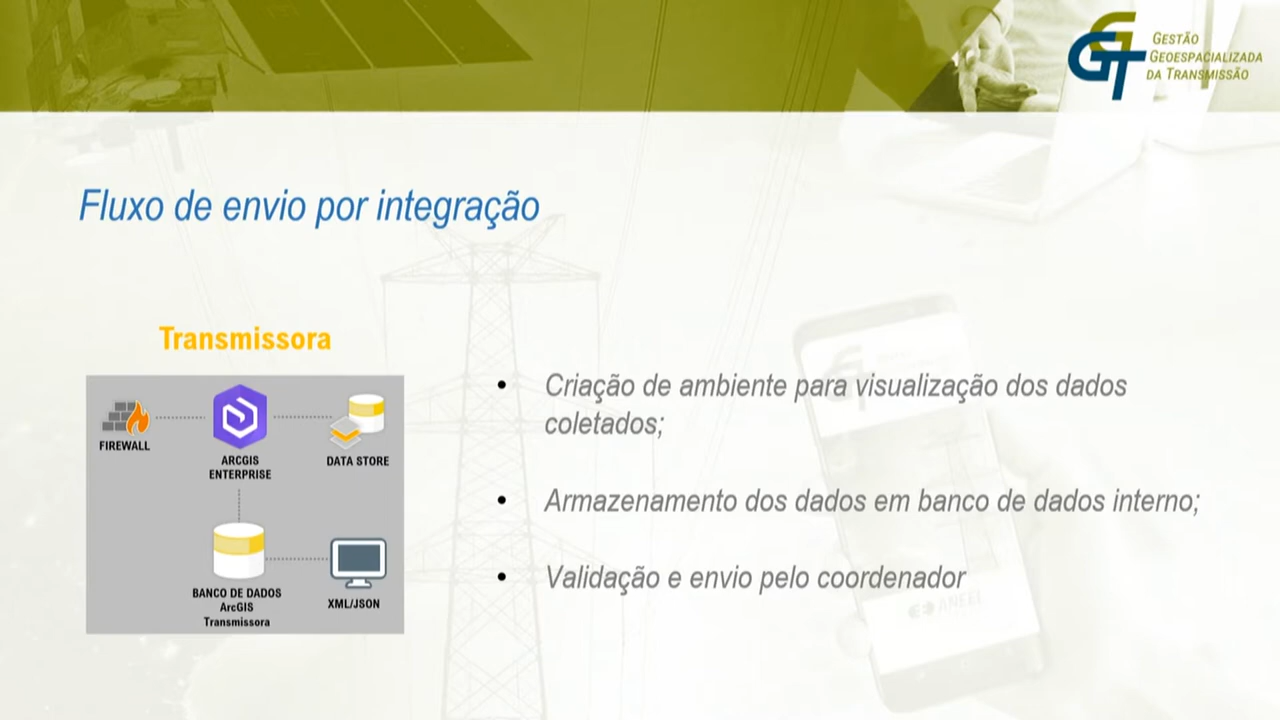 GESTÃO
GEOESPACIALIZADA
DA TRANSMISSÃO
Fluxo de envio por integração
Transmissora
FIREWALL
ARCGIS
ENTERPRISE
DATA STORE
BANCO DE DADOS
ArcGIS
Transmissora
XML/JSON
• Criação de ambiente para visualização dos dados
coletados;
• Armazenamento dos dados em banco de dados interno;
• Validação e envio pelo coordenador
ANEEL